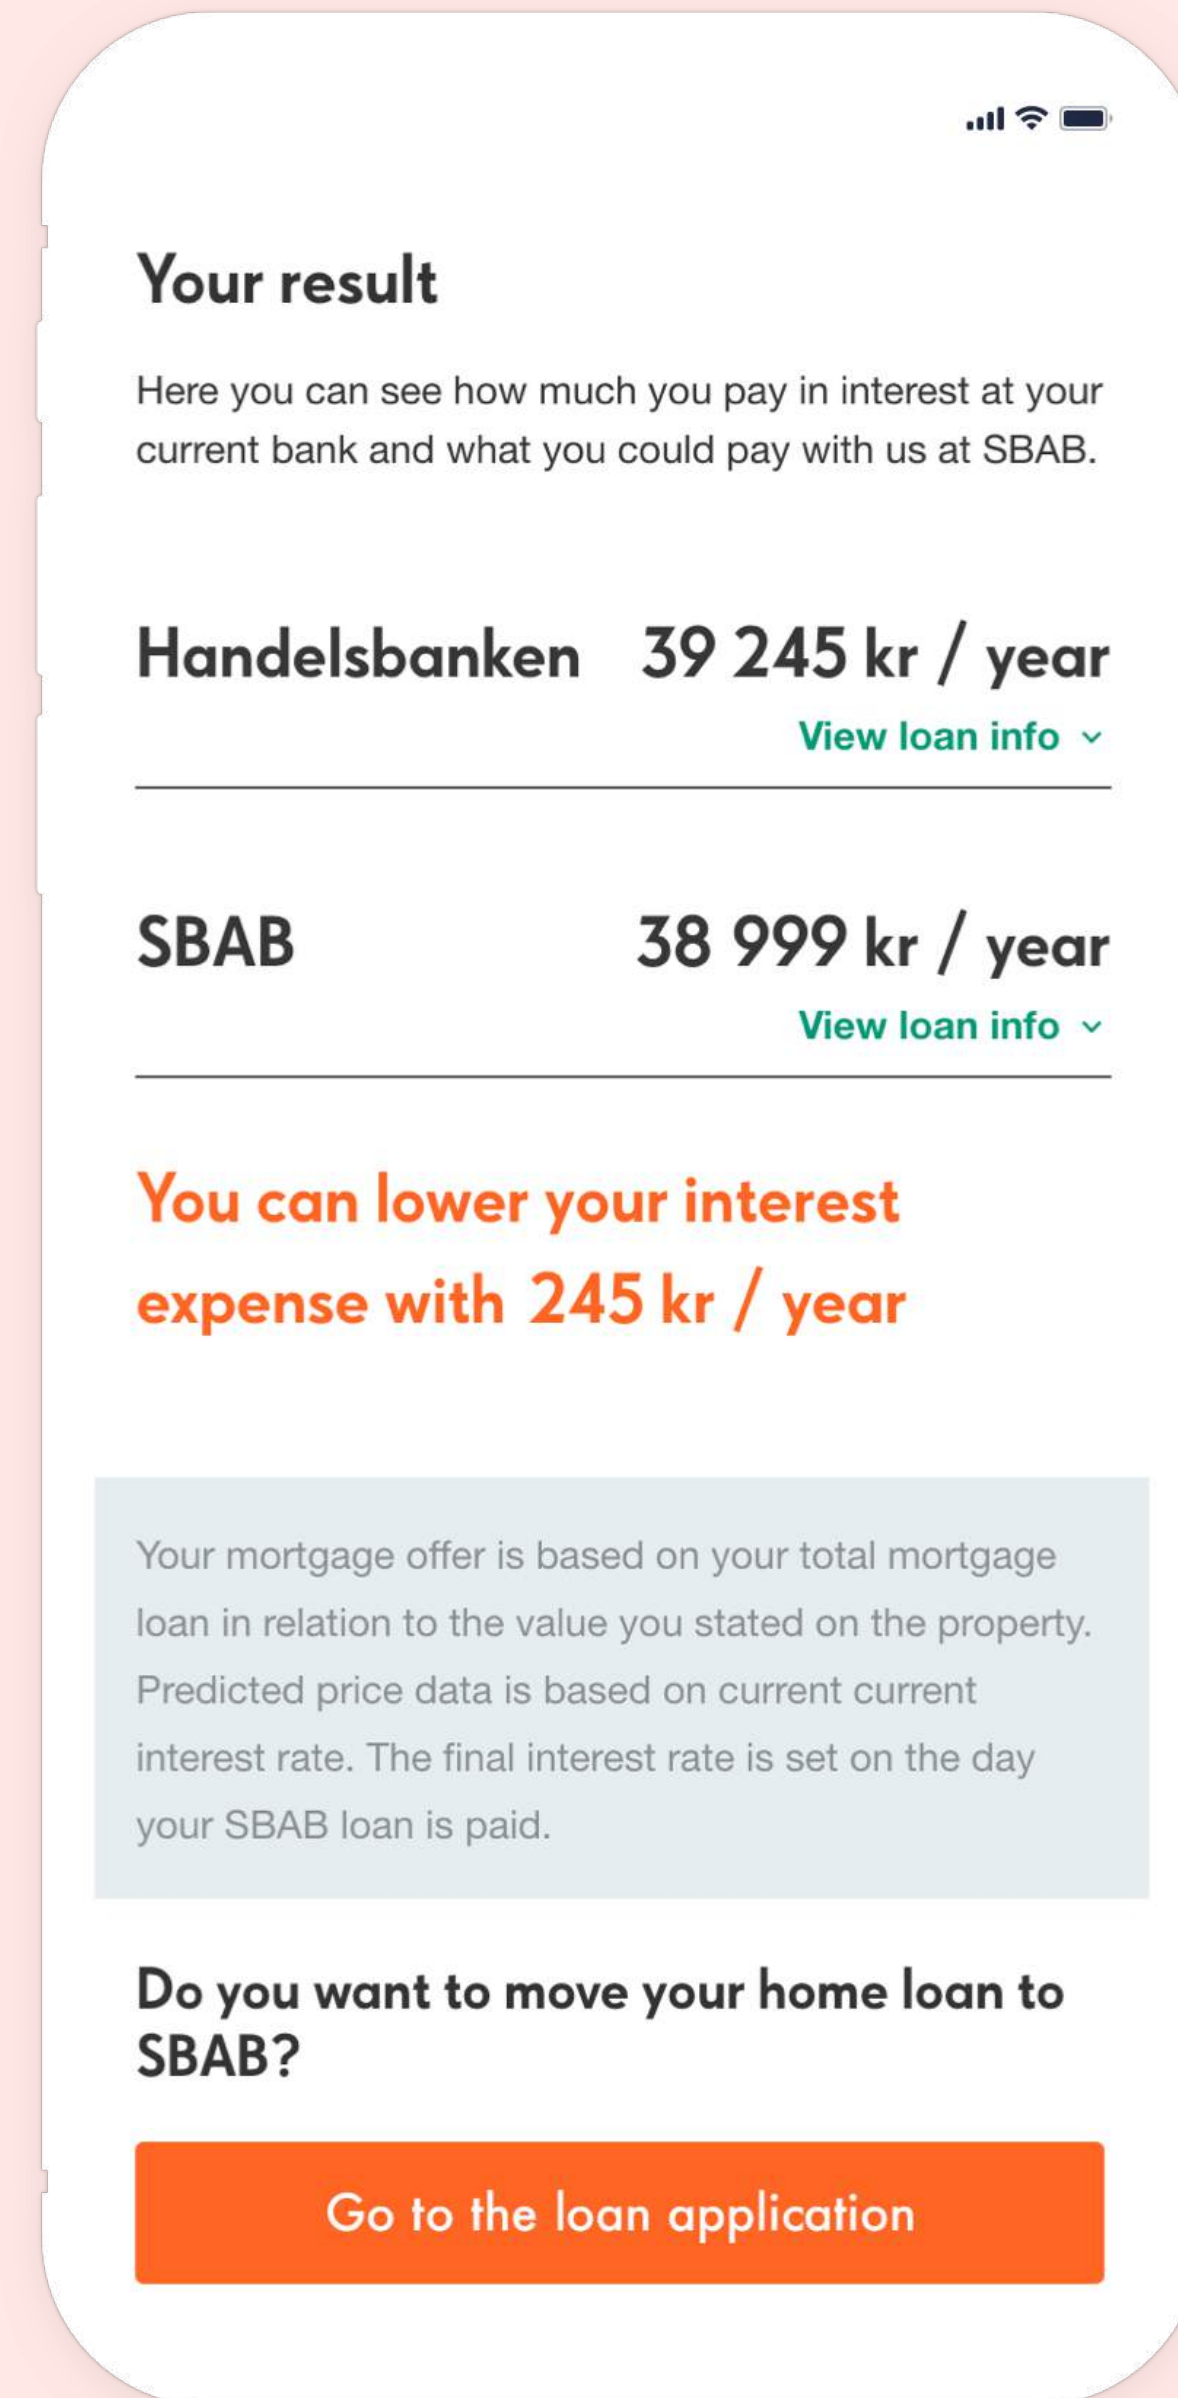 Your result
Here you can see how much you pay in interest at your
current bank and what you could pay with us at SBAB.
Handelsbanken 39 245 kr / year
View loan info
SBAB 38 999 kr / year
View loan info
You can lower your interest
expense with 245 kr / year
Your mortgage offer is based on your total mortgage
loan in relation to the value you stated on the property.
Predicted price data is based on current current
interest rate. The final interest rate is set on the day
your SBAB loan is paid.
Do you want to move your home loan to
SBAB?
Go to the loan application